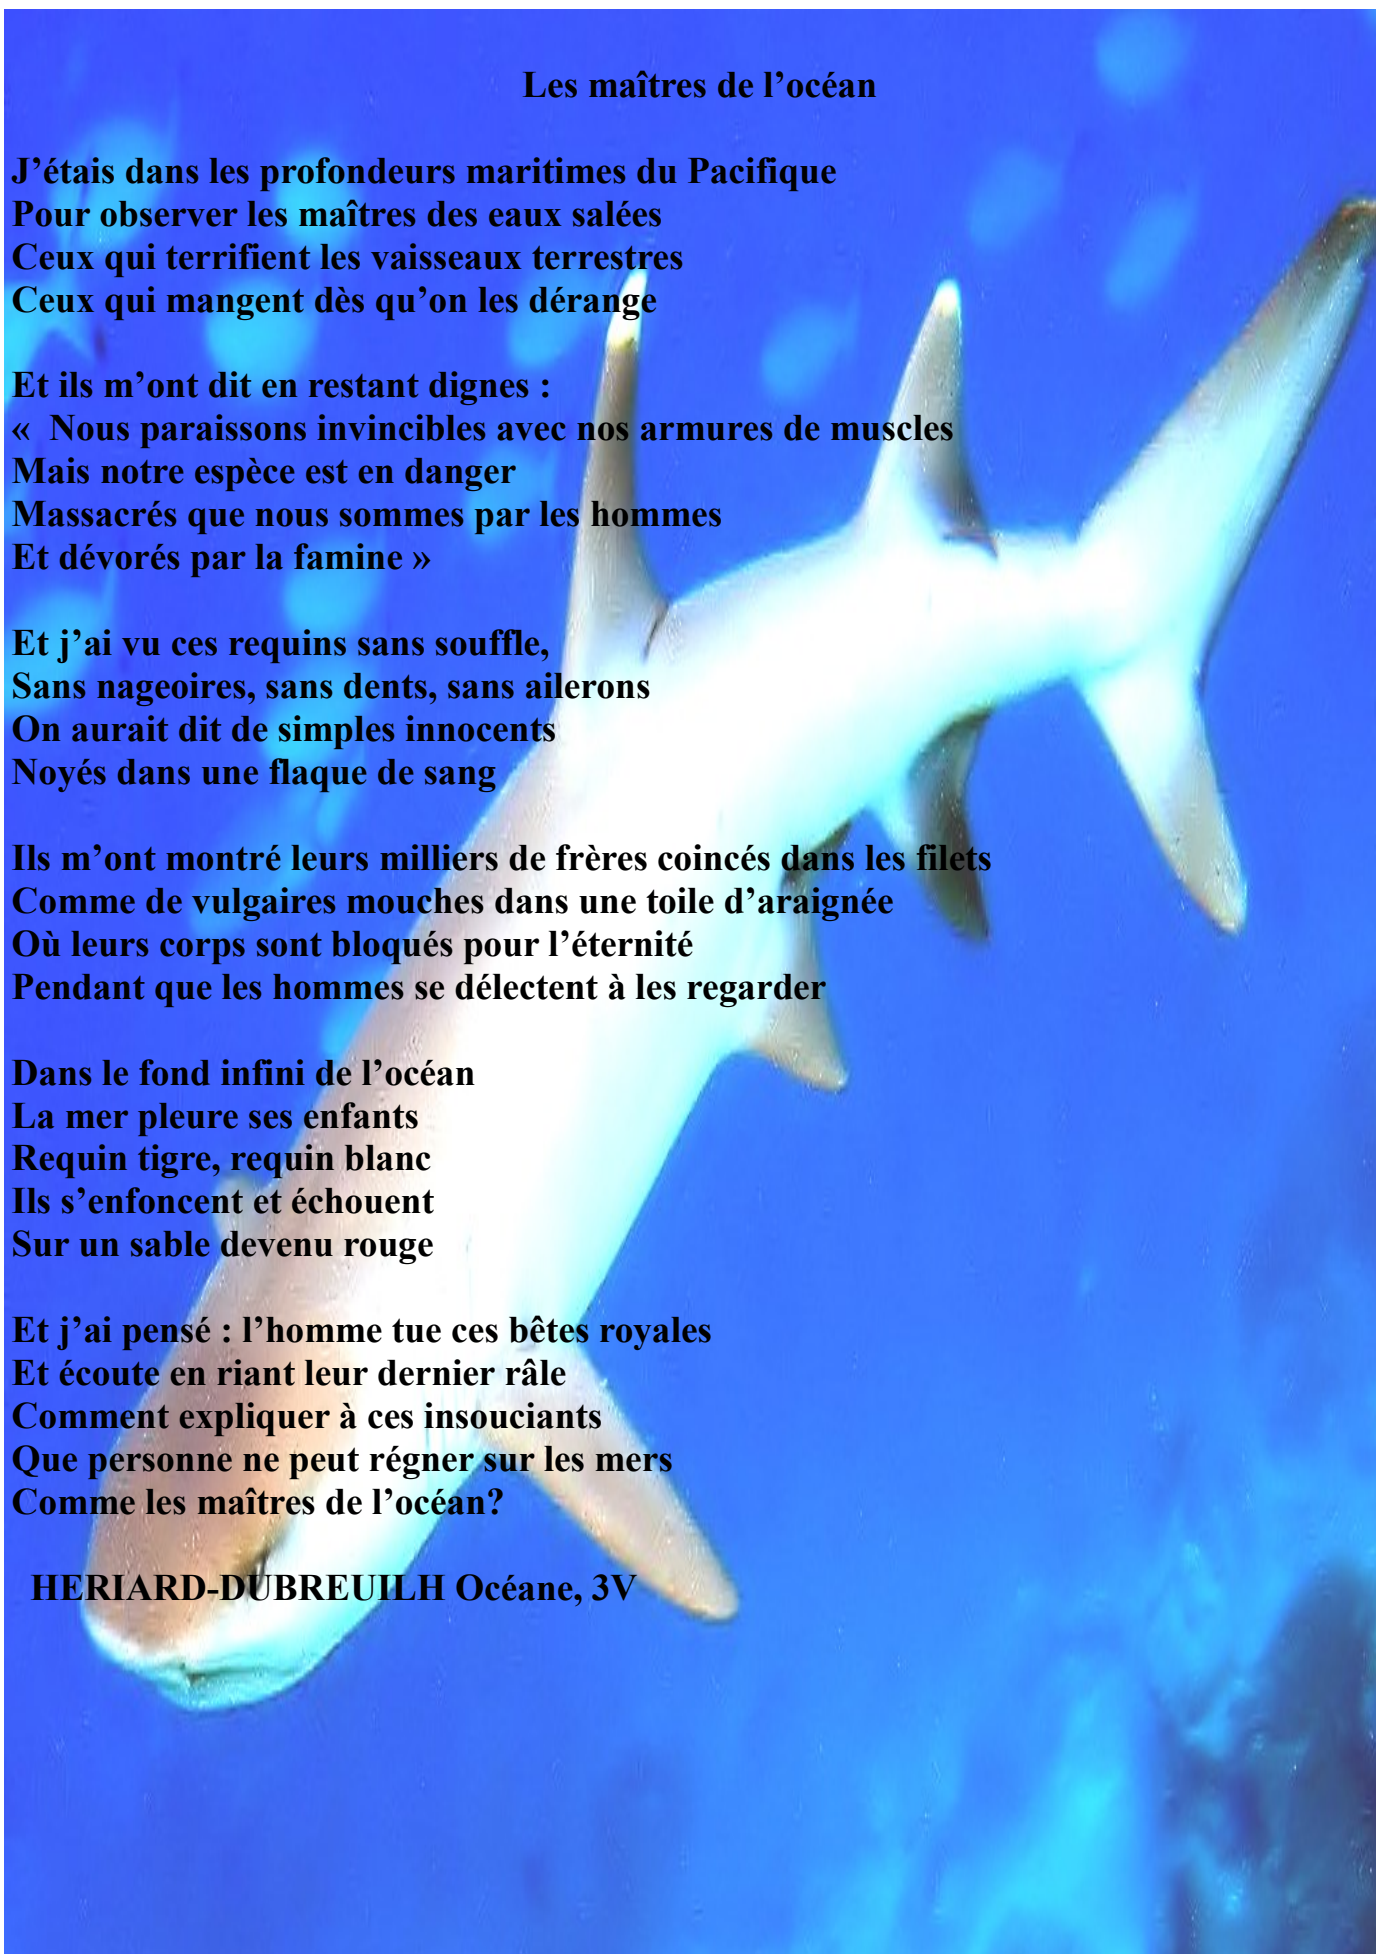 Les maîtres de l’océan
J’étais dans les profondeurs maritimes du Pacifique
Pour observer les maîtres des eaux salées
Ceux qui terrifient les vaisseaux terrestres
Ceux qui mangent dès qu’on les dérange
Et ils m’ont dit en restant dignes :
«  Nous paraissons invincibles avec nos armures de muscles
Mais notre espèce est en danger
Massacrés que nous sommes par les hommes
Et dévorés par la famine »
Et j’ai vu ces requins sans souffle,
Sans nageoires, sans dents, sans ailerons
On aurait dit de simples innocents
Noyés dans une flaque de sang
Ils m’ont montré leurs milliers de frères coincés dans les filets
Comme de vulgaires mouches dans une toile d’araignée
Où leurs corps sont bloqués pour l’éternité
Pendant que les hommes se délectent à les regarder
Dans le fond infini de l’océan
La mer pleure ses enfants
Requin tigre, requin blanc
Ils s’enfoncent et échouent
Sur un sable devenu rouge
Et j’ai pensé : l’homme tue ces bêtes royales
Et écoute en riant leur dernier râle
Comment expliquer à ces insouciants
Que personne ne peut régner sur les mers
Comme les maîtres de l’océan?
HERIARD-DUBREUILH Océane, 3V